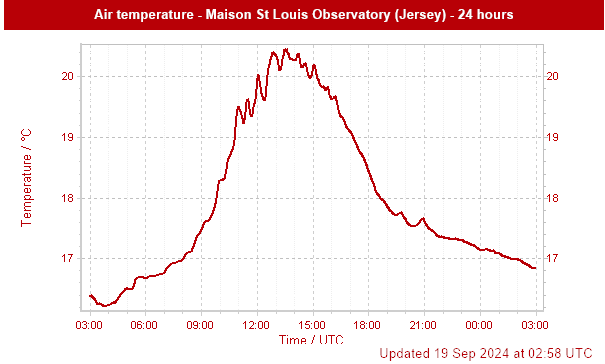 Air temperature - Maison St Louis Observatory (Jersey) - 24 hours
20 20
19 19
18 18
17 17
Temperature / °C
03:00 06:00 09:00 12:00 15:00 18:00 21:00 00:00 03:00
Time / UTC
Updated 19 Sep 2024 at 02:58 UTC